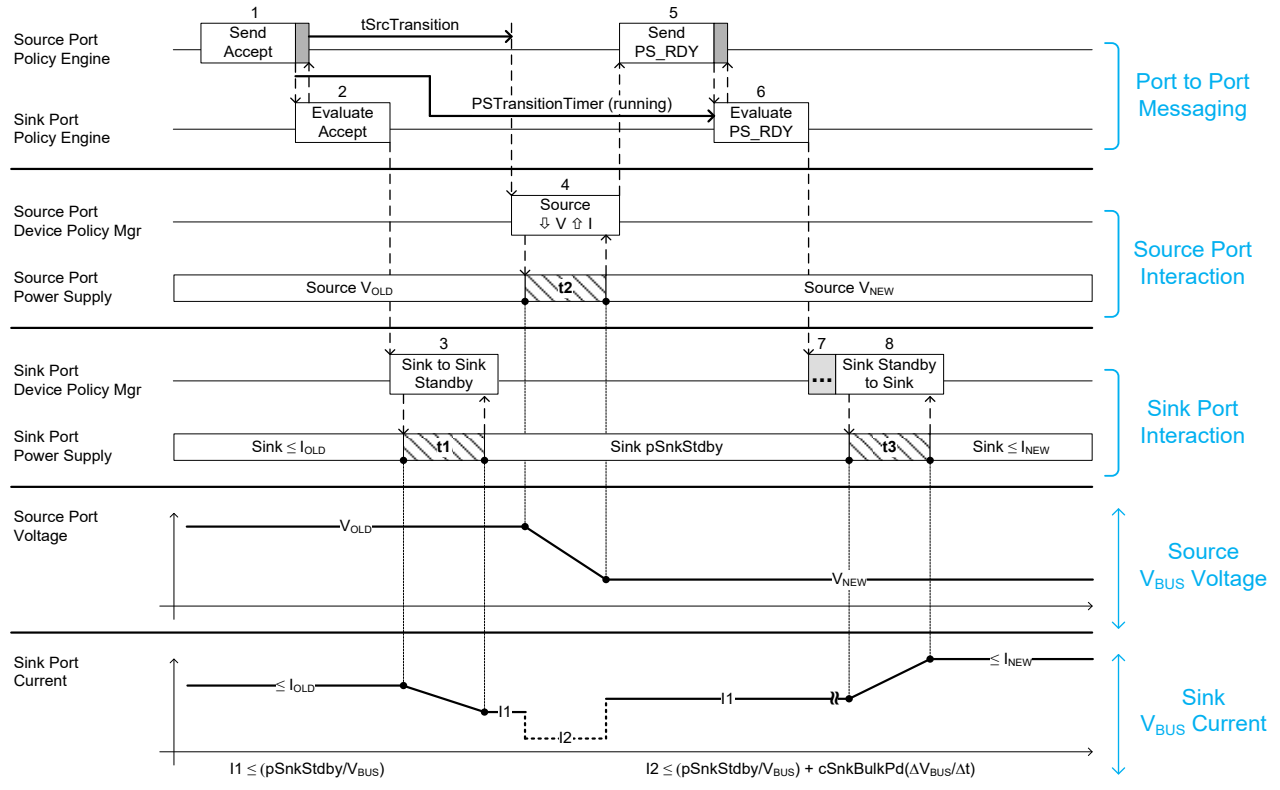 1
5
Source Port
Policy Engine
Send
Accept
tSrcTransition
Send
PS_RDY
2
6
Sink Port
Policy Engine
Evaluate
Accept
PSTransitionTimer (running)
Evaluate
PS_RDY
Port to Port
Messaging
4
Source Port
Device Policy Mgr
Source
⇩ V ⇧ I
Source Port
Power Supply
Source VOLD
t2
Source VNEW
Source Port
Interaction
3
7
8
Sink Port
Device Policy Mgr
Sink to Sink
Standby
...
Sink Standby
to Sink
Sink Port
Power Supply
Sink ≤ IOLD
t1
Sink pSnkStdby
t3
Sink ≤ INEW
Sink Port
Interaction
Source Port
Voltage
VOLD
VNEW
Source
VBUS Voltage
Sink Port
Current
≤ IOLD
I1
I2
I1
≤ INEW
Sink
VBUS Current
I1 ≤ (pSnkStdby/VBUS)
I2 ≤ (pSnkStdby/VBUS) + cSnkBulkPd(ΔVBUS/Δt)